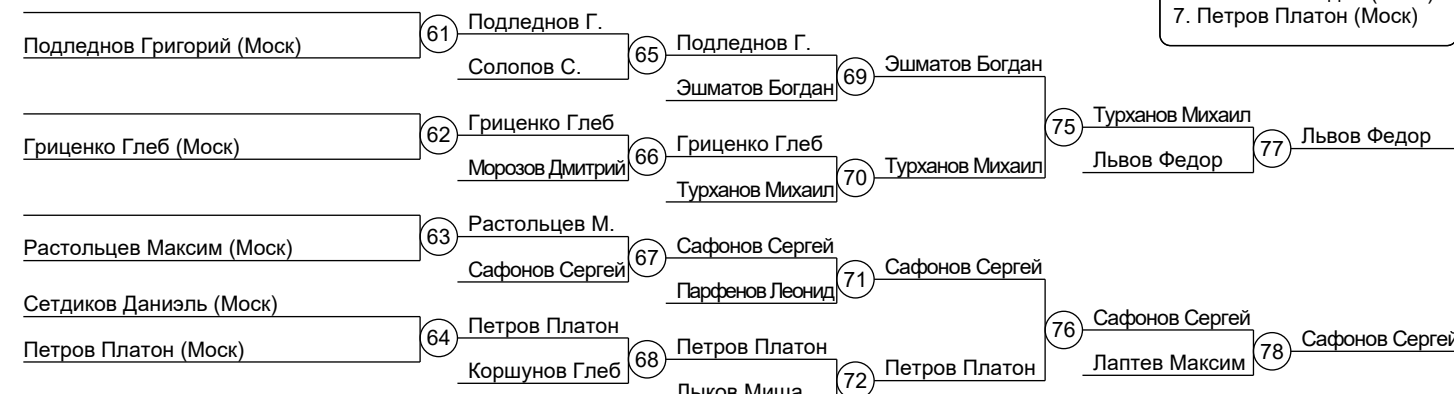 7. Петров Платон (Моск)
61
Подледнов Григорий (Моск)
Подледнов Г.
Солопов С.
65
Подледнов Г.
Эшматов Богдан
69
Эшматов Богдан
62
Гриценко Глеб (Моск)
Гриценко Глеб
Морозов Дмитрий
66
Гриценко Глеб
Турханов Михаил
70
Турханов Михаил
75
Турханов Михаил
Львов Федор
77
Львов Федор
63
Растольцев Максим (Моск)
Растольцев М.
Сафонов Сергей
67
Сафонов Сергей
Парфенов Леонид
71
Сафонов Сергей
Сетдиков Даниэль (Моск)
Петров Платон (Моск)
64
Петров Платон
Коршунов Глеб
68
Петров Платон
Лыков Миша
72
Петров Платон
76
Сафонов Сергей
Лаптев Максим
78
Сафонов Сергей